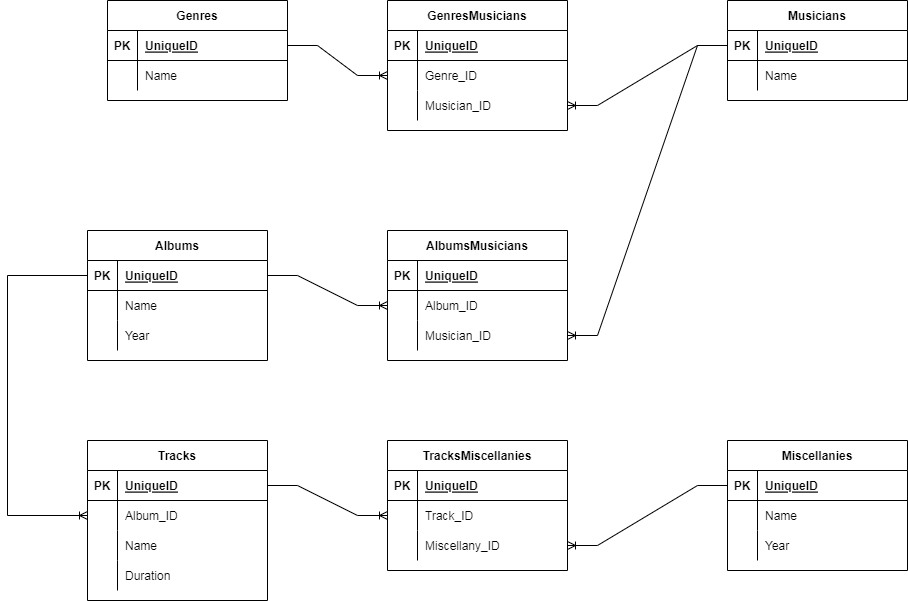 Genres
PK UniqueID
Name
GenresMusicians
PK UniqueID
Genre_ID
Musician_ID
Musicians
PK UniqueID
Name
Albums
PK UniqueID
Name
Year
AlbumsMusicians
PK UniqueID
Album_ID
Musician_ID
Tracks
PK UniqueID
Album_ID
Name
Duration
TracksMiscellanies
PK UniqueID
Track_ID
Miscellany_ID
Miscellanies
PK UniqueID
Name
Year